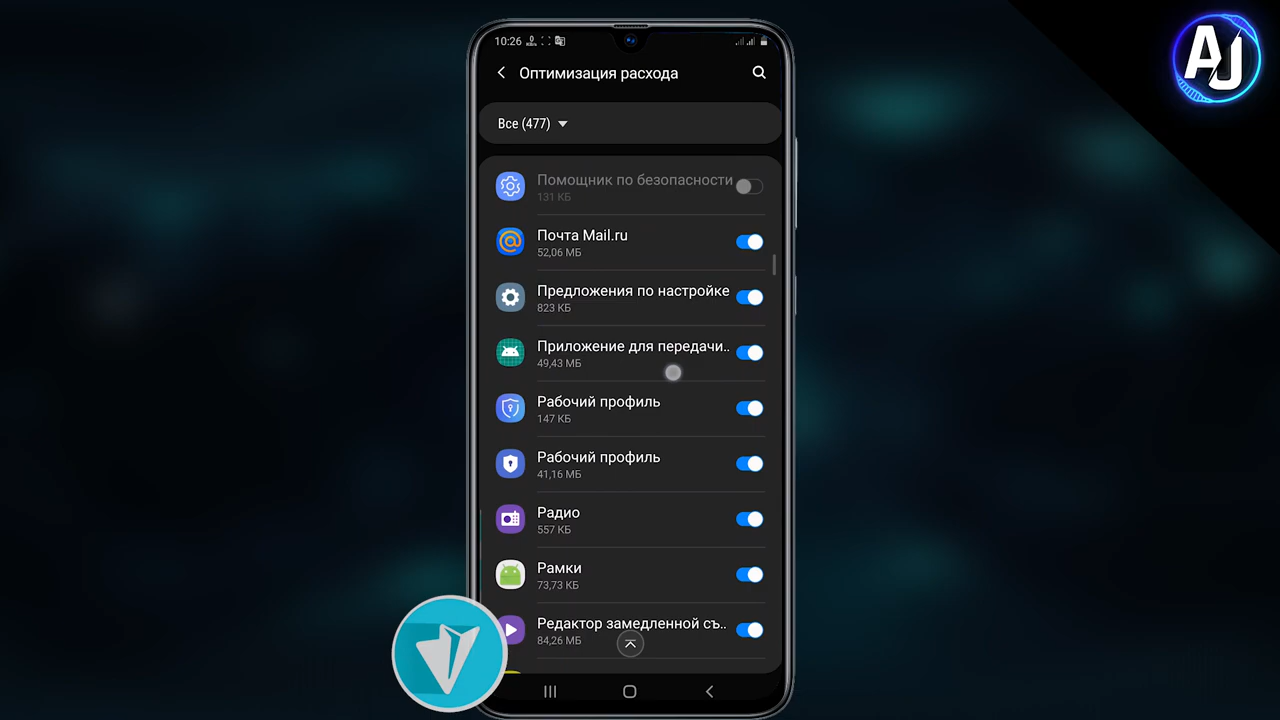 AJ
10:26
Оптимизация расхода
Все (477)
Помощник по безопасности
131 КБ
Почта Mail.ru
52,06 МБ
Предложения по настройке
823 КБ
Приложение для передачи..
49,43 МБ
Рабочий профиль
147 КБ
Рабочий профиль
41,16 МБ
Радио
557 КБ
Рамки
73,73 КБ
Редактор замедленной съ..
84,26 МБ